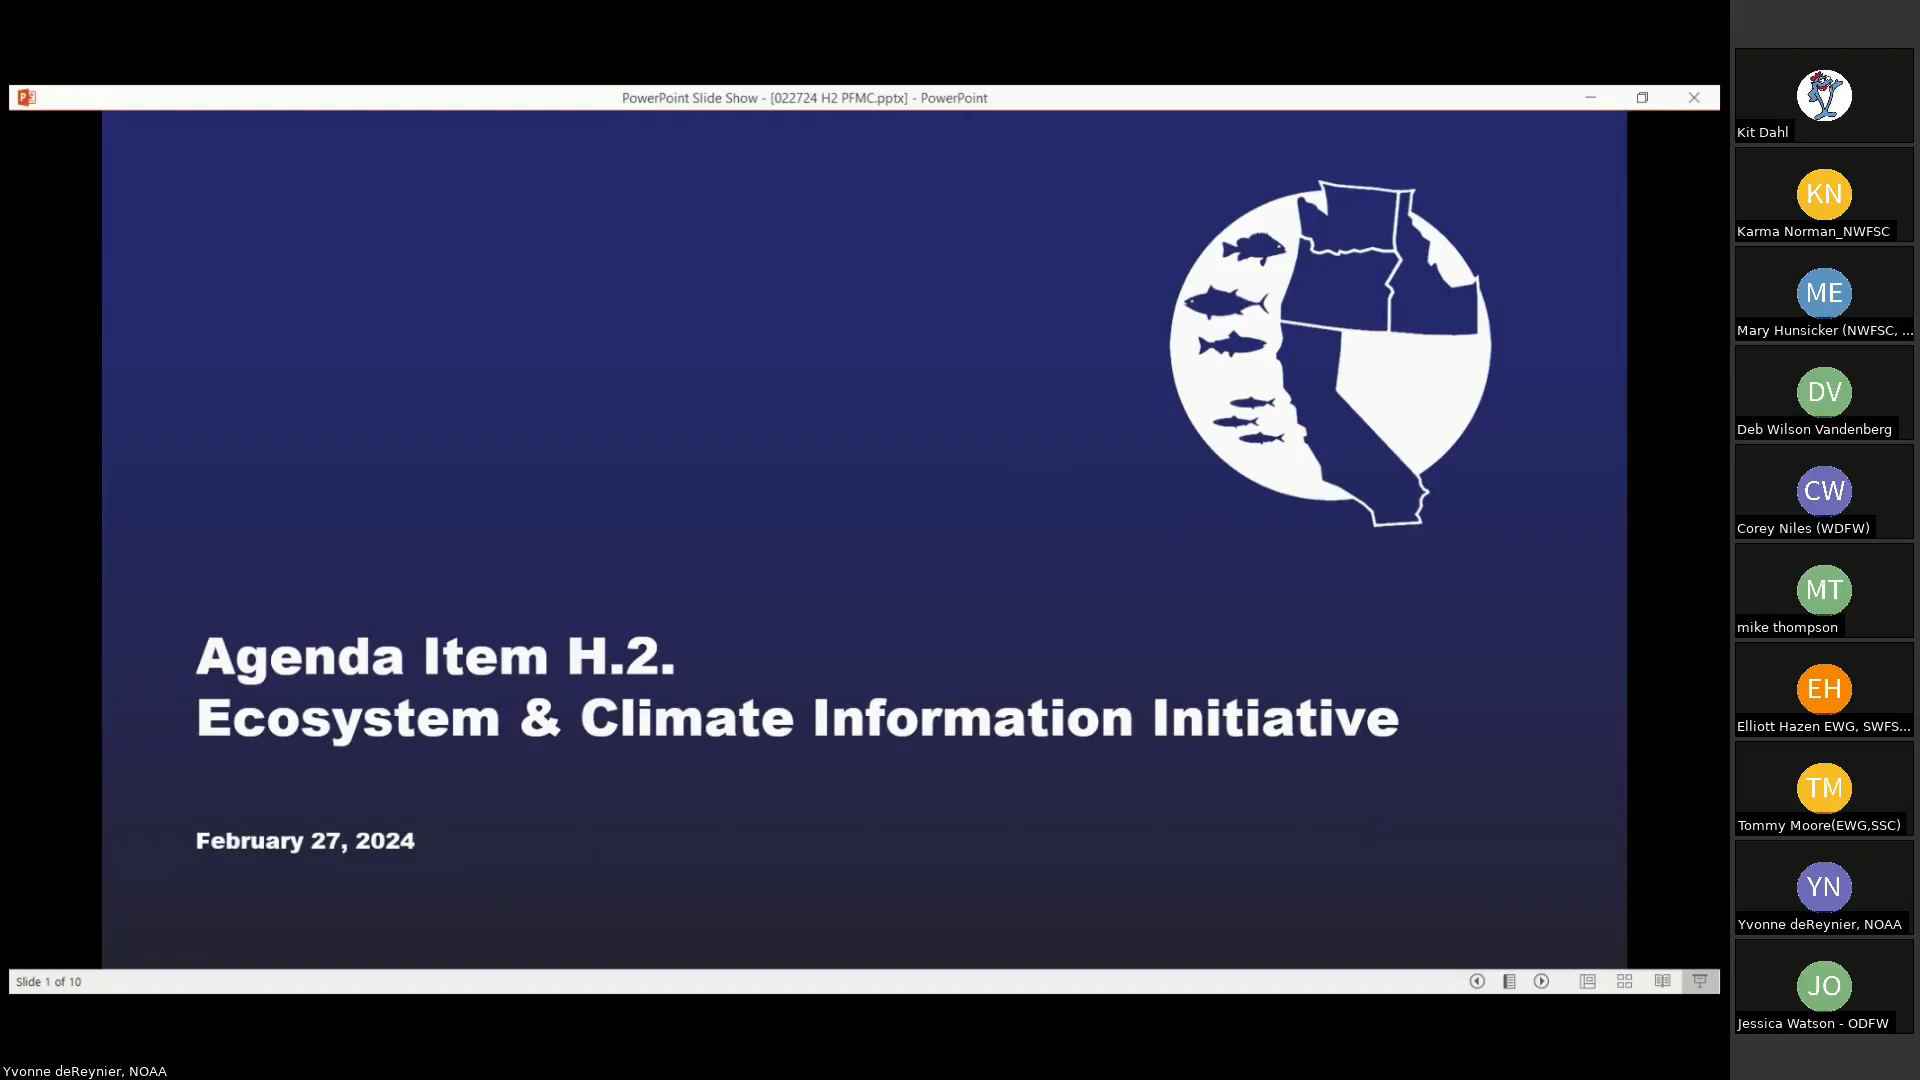 PowerPoint Slide Show - [022724 H2 PFMC.pptx] - PowerPoint
Agenda Item H.2.
Ecosystem & Climate Information Initiative
February 27, 2024
Slide 1 of 10
Yvonne deReynier, NOAA
Kit Dahl
KN
Karma Norman_NWFSC
ME
Mary Hunsicker (NWFSC, ...
DV
Deb Wilson Vandenberg
CW
Corey Niles (WDFW)
MT
mike thompson
EH
Elliott Hazen EWG, SWFS...
TM
Tommy Moore(EWG,SSC)
YN
Yvonne deReynier, NOAA
JO
Jessica Watson - ODFW